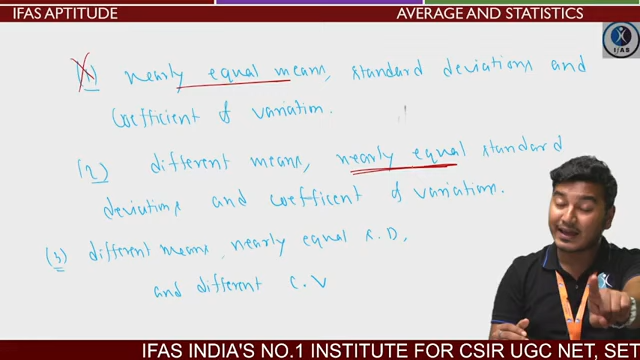 IFAS APTITUDE
AVERAGE AND STATISTICS
IFAS
(1) nearly equal means, standard deviations and
coefficient of variation.
(2) different means, nearly equal standard
deviations and coefficent of variation.
(3) different means, nearly equal S.D,
and different C.V
IFAS INDIA'S NO.1 INSTITUTE FOR CSIR UGC NET, SET